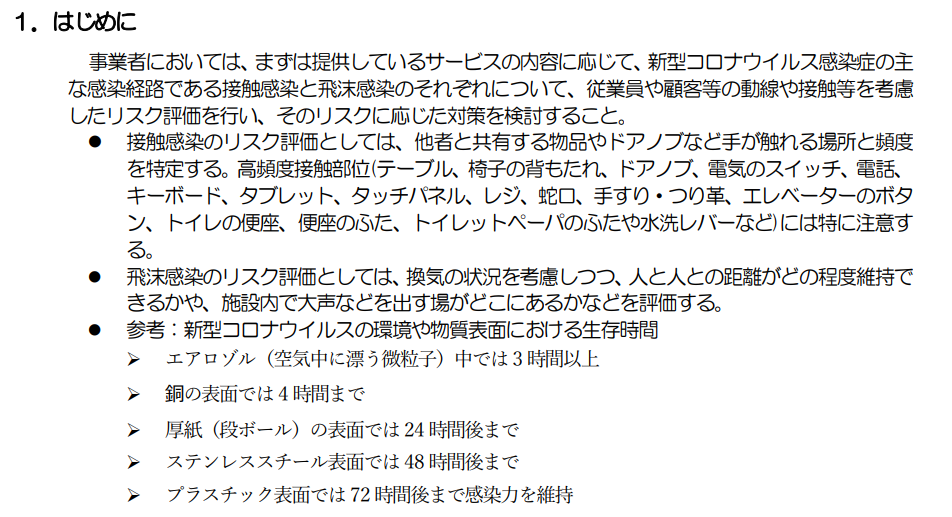 １．はじめに
事業者においては、まずは提供しているサービスの内容に応じて、新型コロナウイルス感染症の主
な感染経路である接触感染と飛沫感染のそれぞれについて、従業員や顧客等の動線や接触等を考慮
したリスク評価を行い、そのリスクに応じた対策を検討すること。
● 接触感染のリスク評価としては、他者と共有する物品やドアノブなど手が触れる場所と頻度
を特定する。高頻度接触部位(テーブル、椅子の背もたれ、ドアノブ、電気のスイッチ、電話、
キーボード、タブレット、タッチパネル、レジ、蛇口、手すり・つり革、エレベーターのボタ
ン、トイレの便座、便座のふた、トイレットペーパのふたや水洗レバーなど)には特に注意す
る。
● 飛沫感染のリスク評価としては、換気の状況を考慮しつつ、人と人との距離がどの程度維持で
きるかや、施設内で大声などを出す場がどこにあるかなどを評価する。
● 参考：新型コロナウイルスの環境や物質表面における生存時間
➢ エアロゾル（空気中に漂う微粒子）中では 3 時間以上
➢ 銅の表面では 4 時間まで
➢ 厚紙（段ボール）の表面では 24 時間後まで
➢ ステンレススチール表面では 48 時間後まで
➢ プラスチック表面では 72 時間後まで感染力を維持